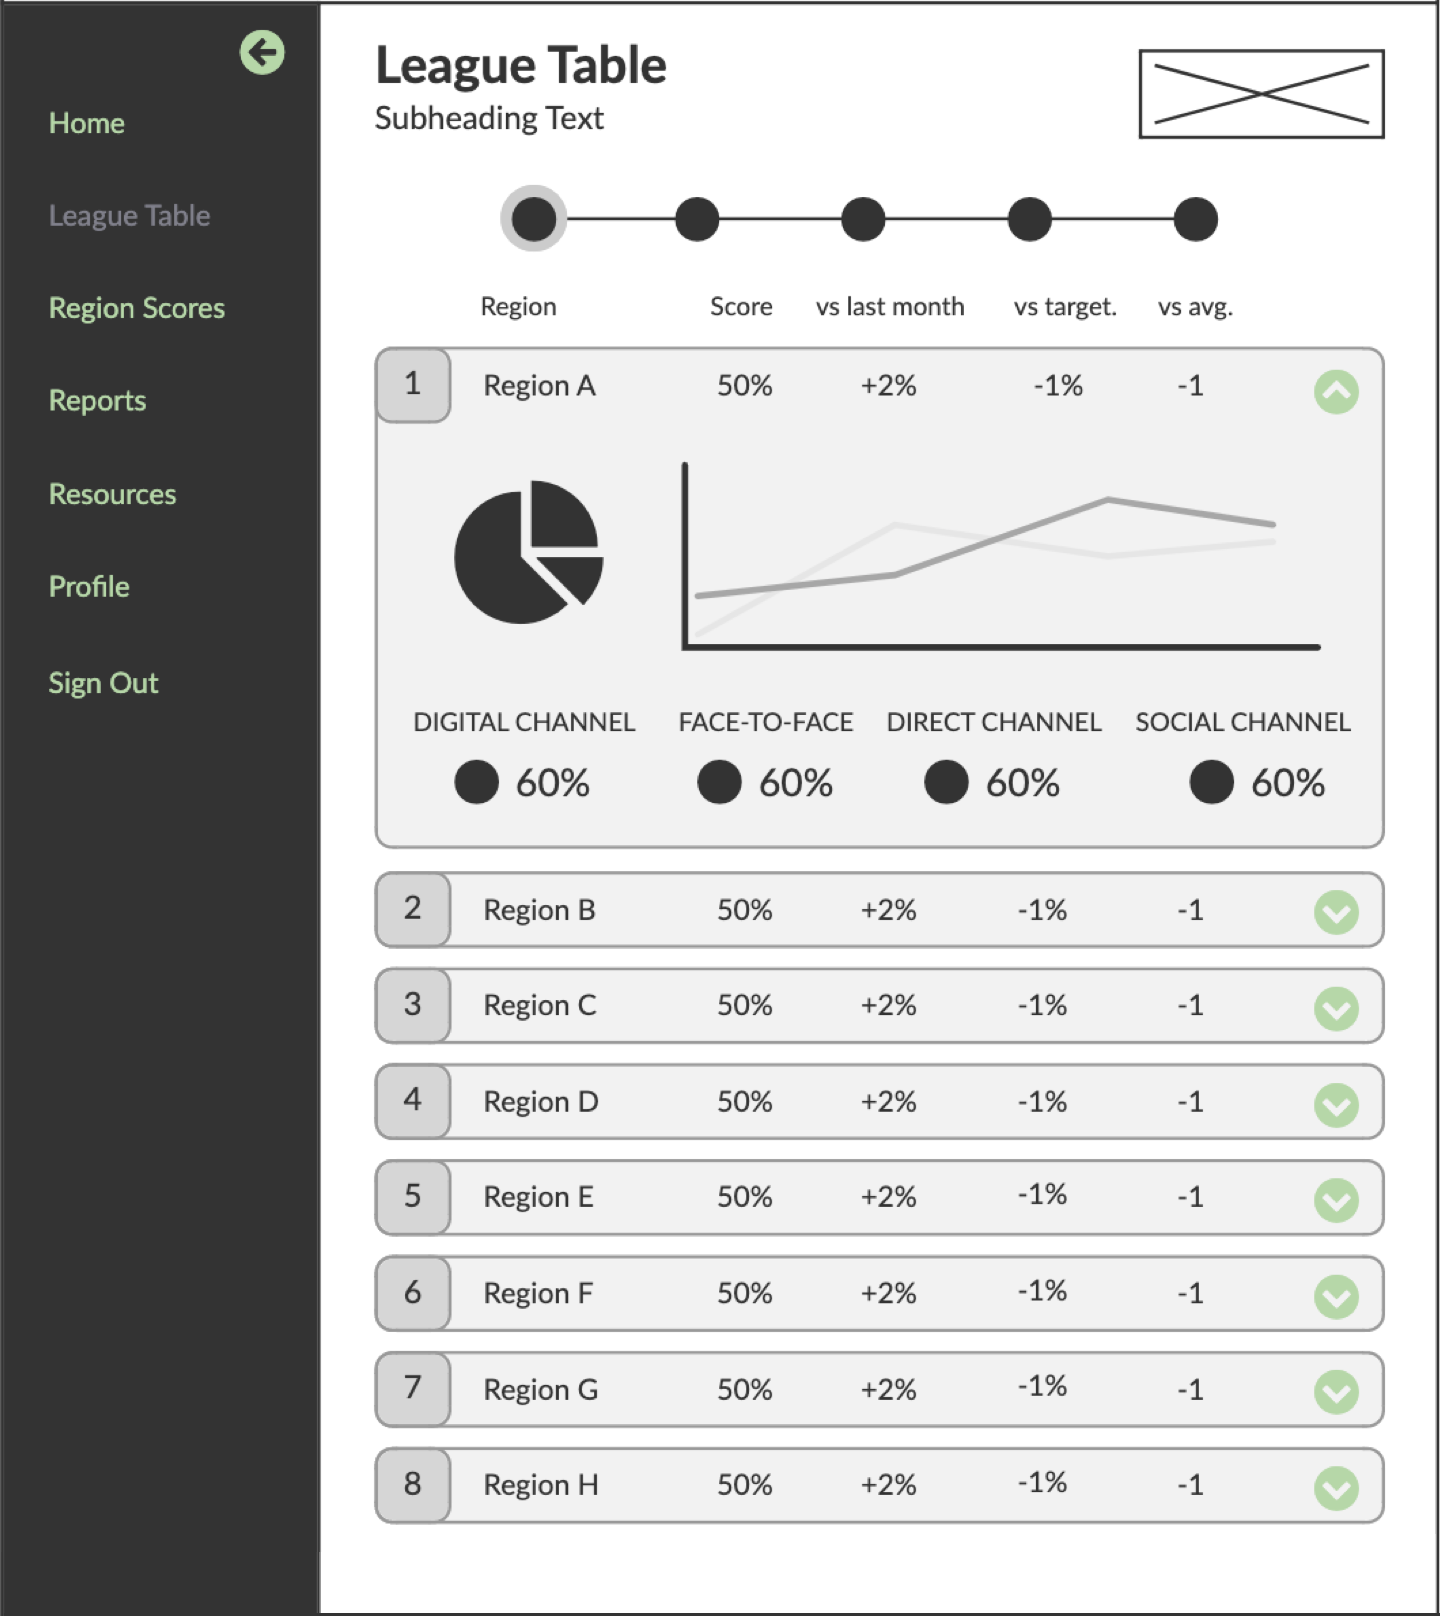 Home
League Table
Region Scores
Reports
Resources
Profile
Sign Out
League Table
Subheading Text
Region Score vs last month vs target. vs avg.
1 Region A 50% +2% -1% -1
DIGITAL CHANNEL FACE-TO-FACE DIRECT CHANNEL SOCIAL CHANNEL
60% 60% 60% 60%
2 Region B 50% +2% -1% -1
3 Region C 50% +2% -1% -1
4 Region D 50% +2% -1% -1
5 Region E 50% +2% -1% -1
6 Region F 50% +2% -1% -1
7 Region G 50% +2% -1% -1
8 Region H 50% +2% -1% -1